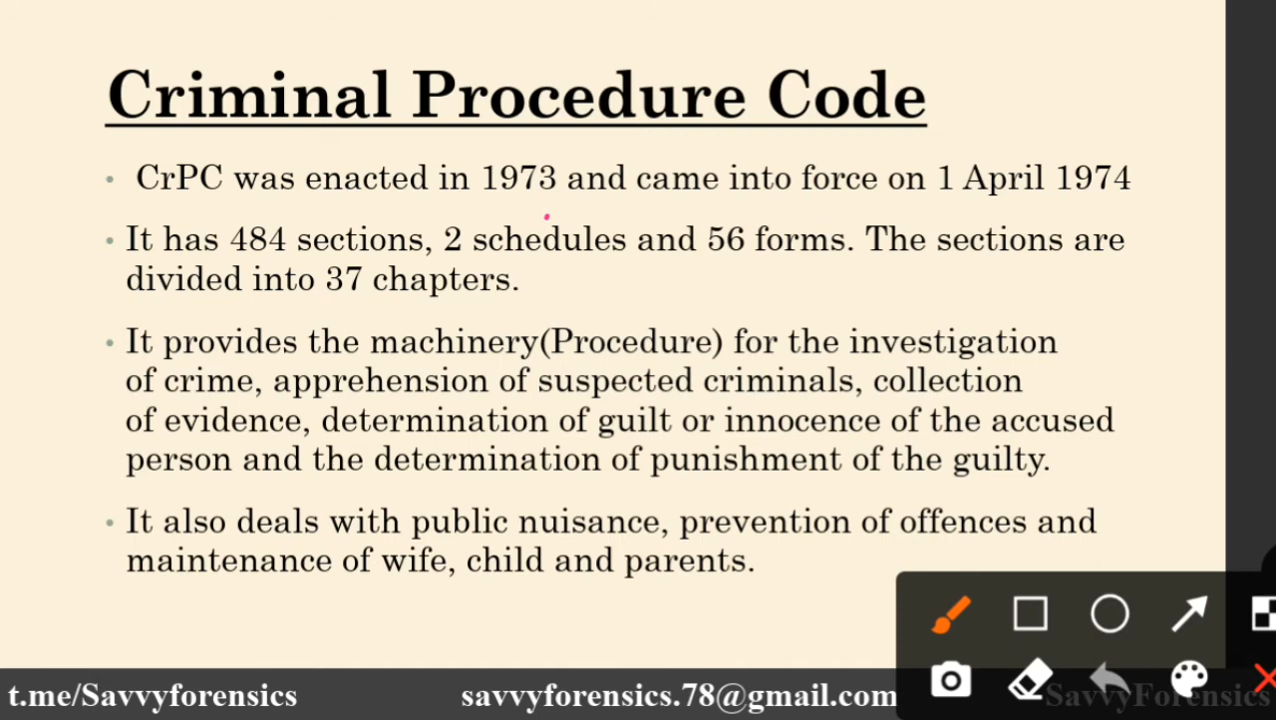 Criminal Procedure Code
• CrPC was enacted in 1973 and came into force on 1 April 1974
• It has 484 sections, 2 schedules and 56 forms. The sections are
divided into 37 chapters.
• It provides the machinery(Procedure) for the investigation
of crime, apprehension of suspected criminals, collection
of evidence, determination of guilt or innocence of the accused
person and the determination of punishment of the guilty.
• It also deals with public nuisance, prevention of offences and
maintenance of wife, child and parents.
t.me/Savvyforensics savvyforensics.78@gmail.com SavvyForensics